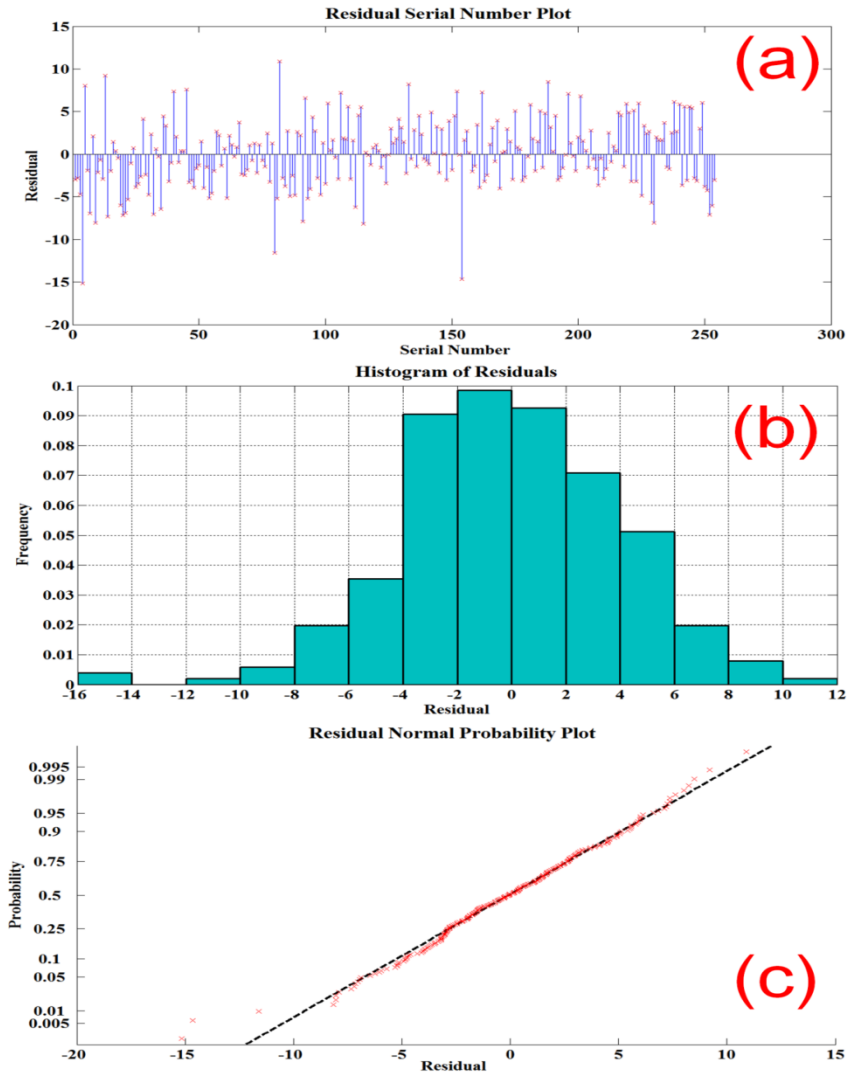 Residual Serial Number Plot
(a)
15
10
5
0
-5
-10
-15
-20
Residual
0 50 100 150 200 250 300
Serial Number
Histogram of Residuals
(b)
0.1
0.09
0.08
0.07
0.06
0.05
0.04
0.03
0.02
0.01
0
Frequency
-16 -14 -12 -10 -8 -6 -4 -2 0 2 4 6 8 10 12
Residual
Residual Normal Probability Plot
0.995
0.99
0.95
0.9
0.75
0.5
0.25
0.1
0.05
0.01
0.005
Probability
(c)
-20 -15 -10 -5 0 5 10 15
Residual